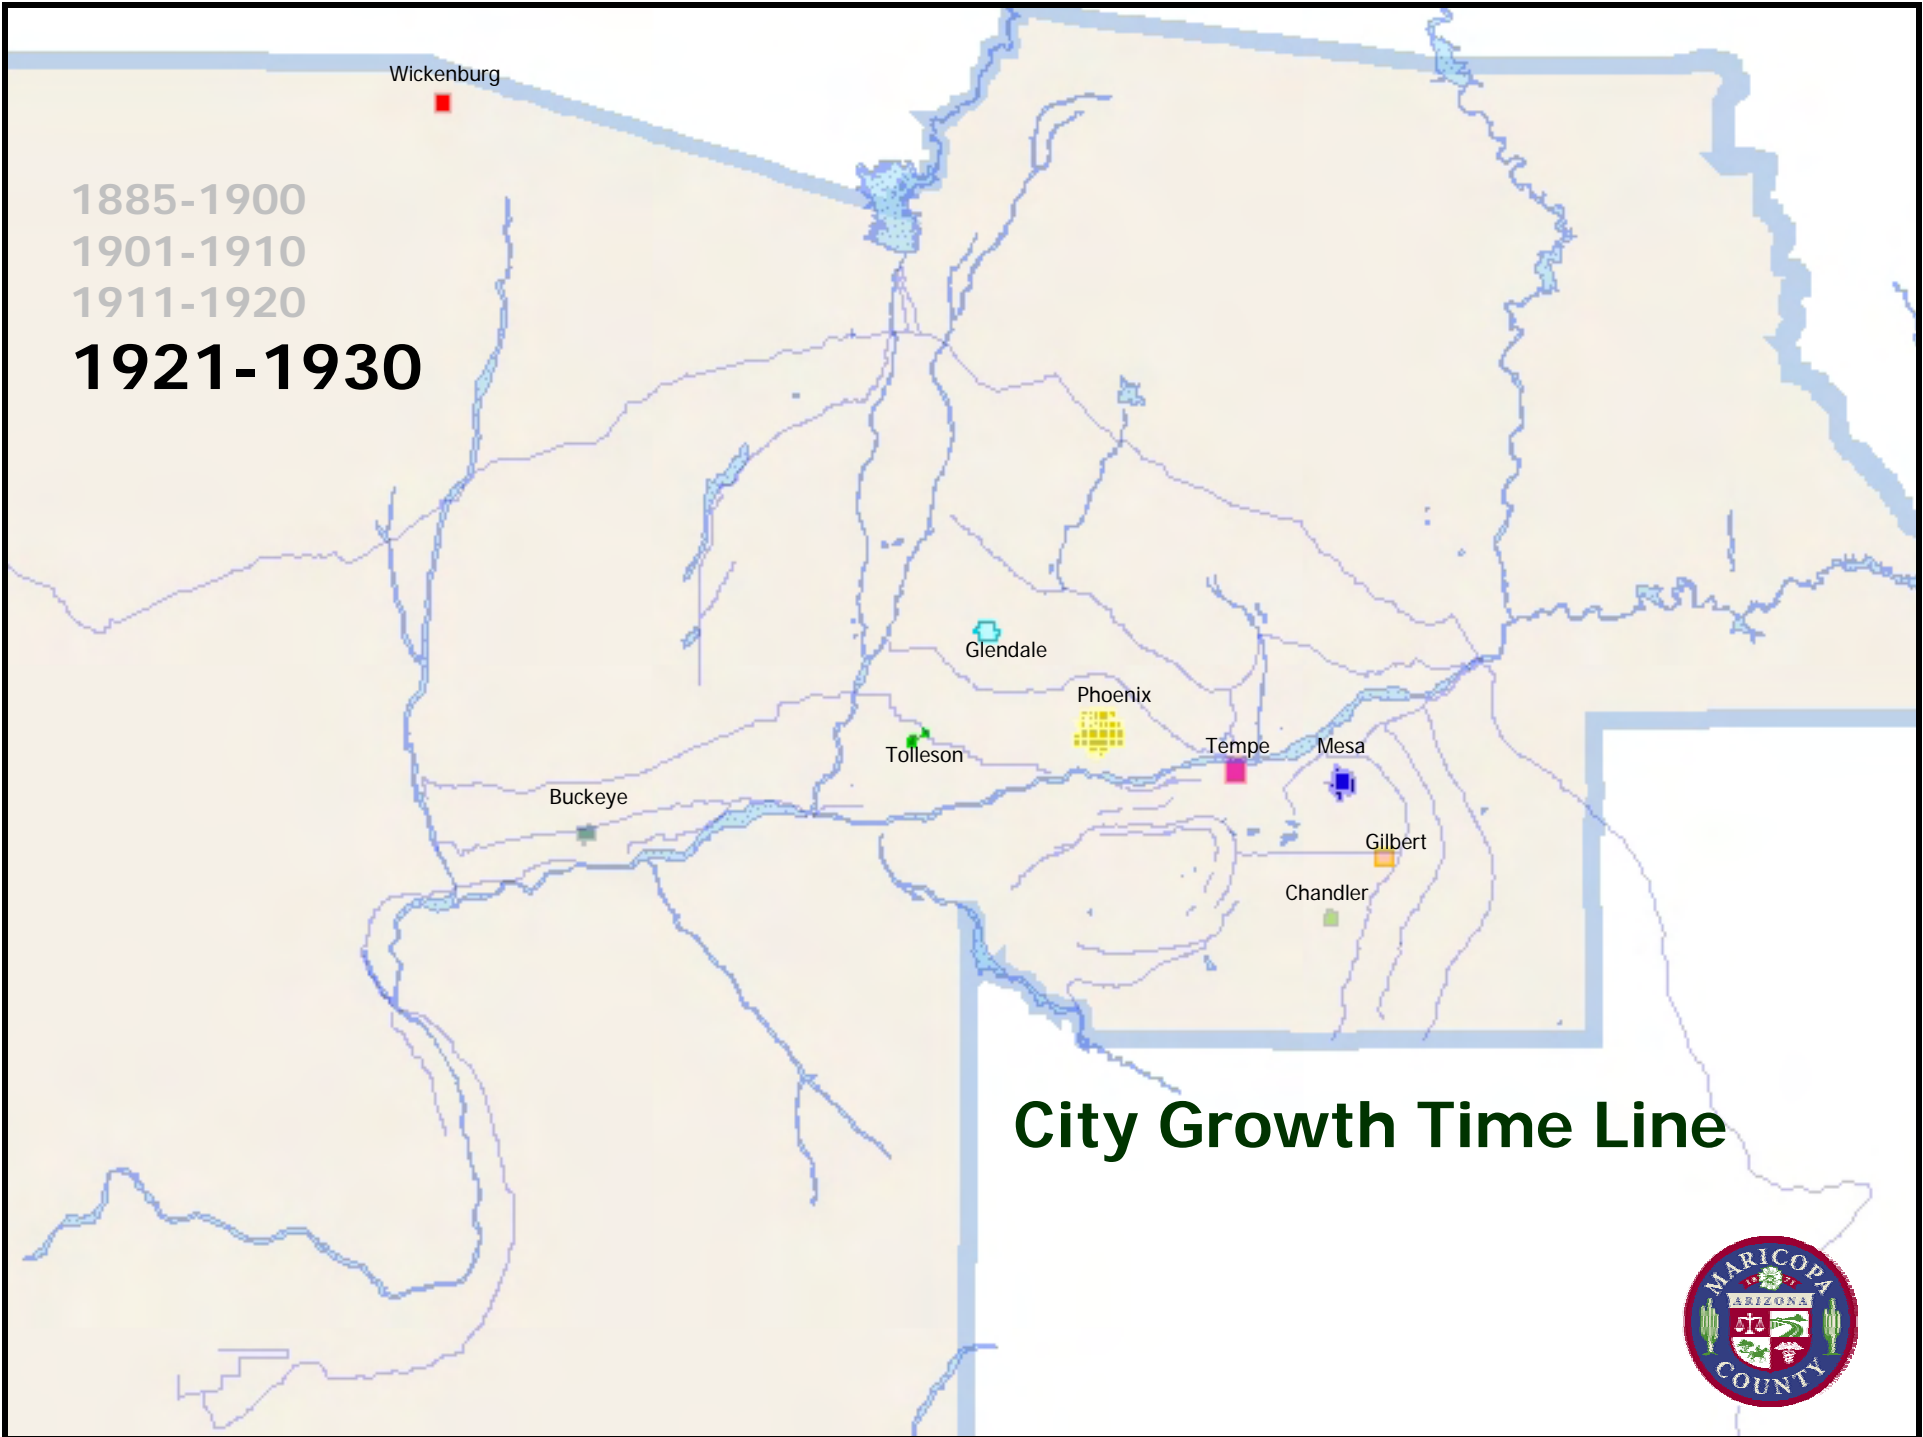 Wickenburg
1885-1900
1901-1910
1911-1920
1921-1930
Glendale
Phoenix
Tolleson
Tempe
Mesa
Buckeye
Gilbert
Chandler
City Growth Time Line
MARICOPA
ARIZONA
COUNTY